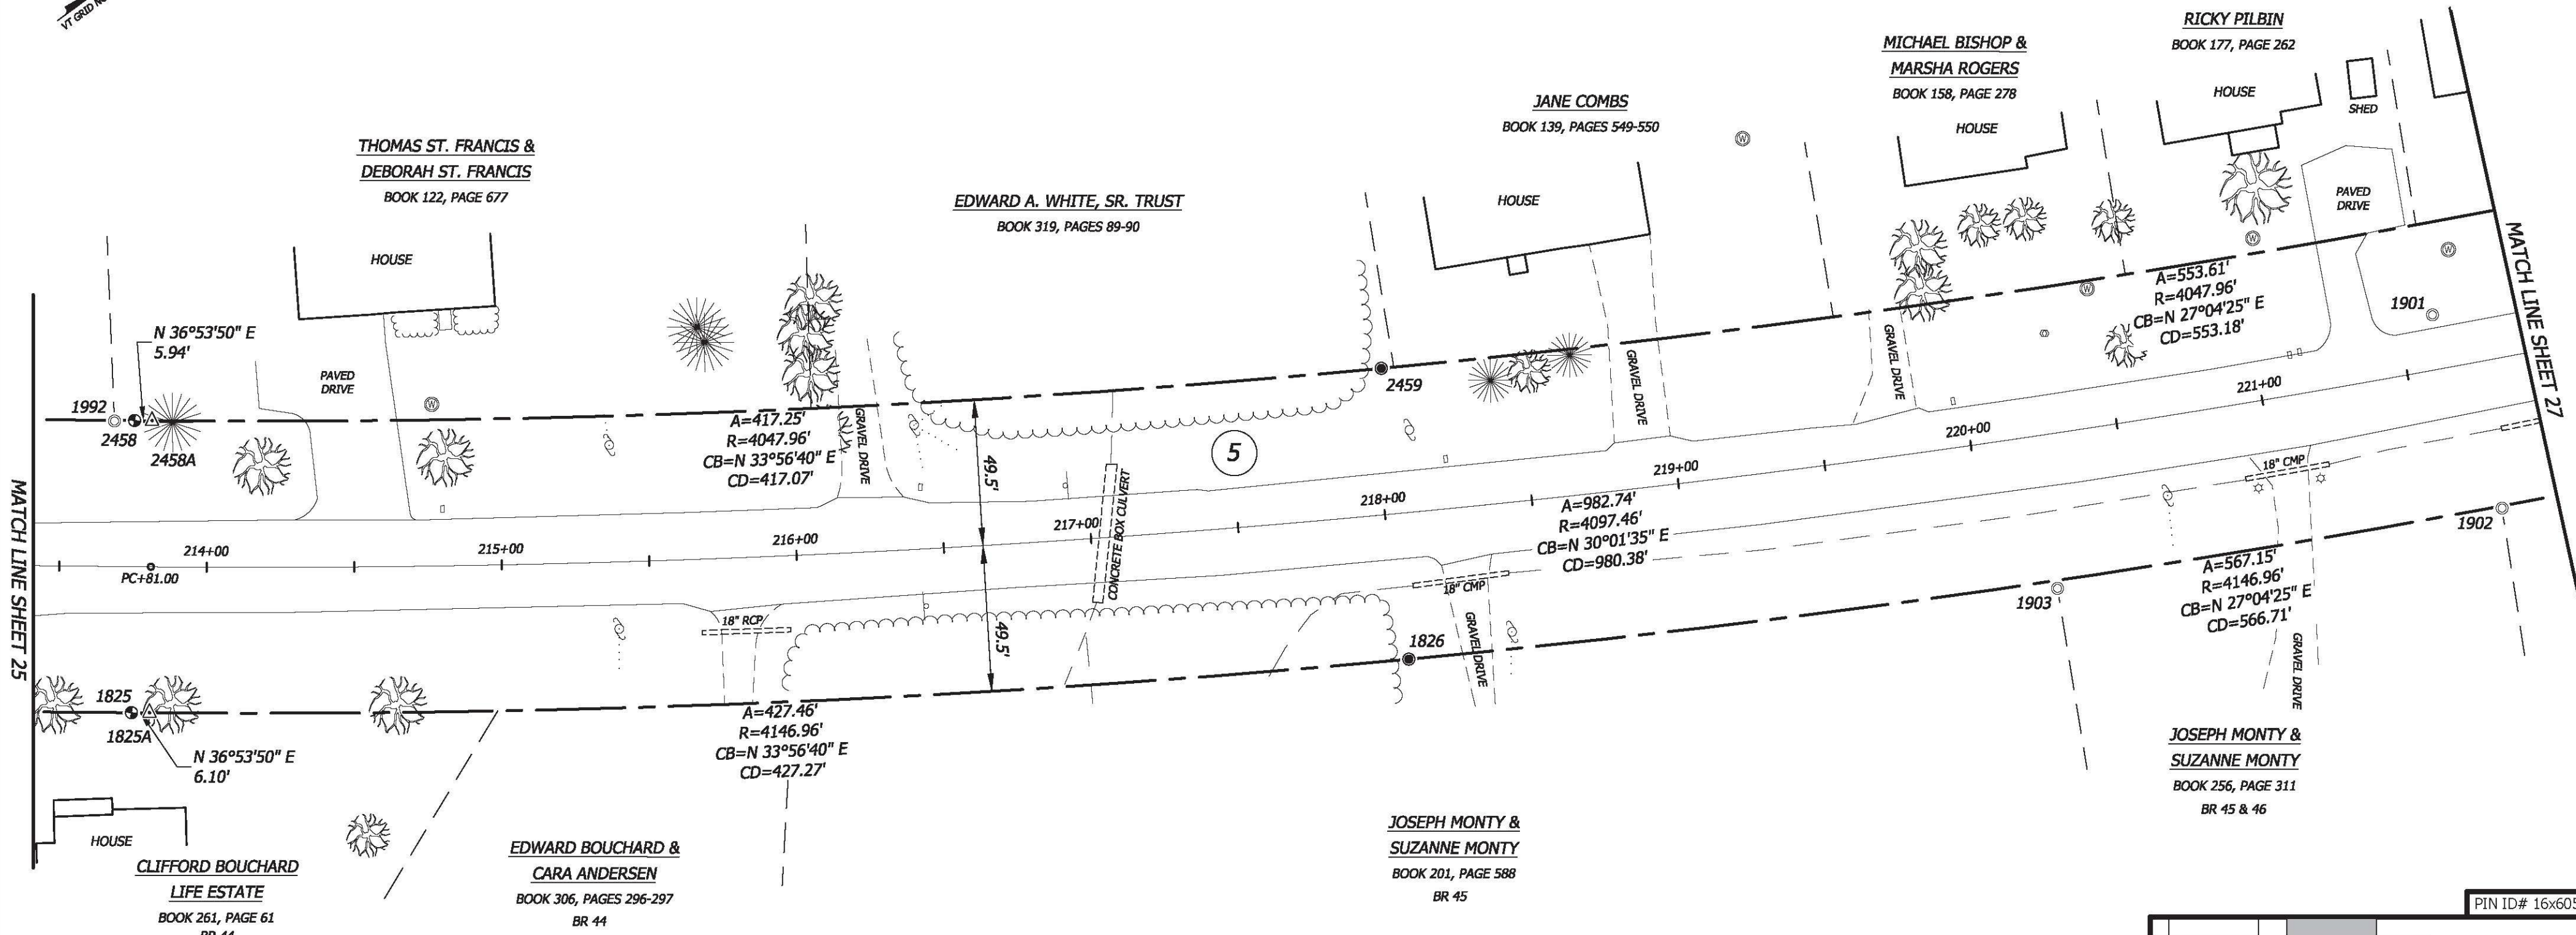 RICKY PILBIN
BOOK 177, PAGE 262
HOUSE
SHED
PAVED
DRIVE
MICHAEL BISHOP &
MARSHA ROGERS
BOOK 158, PAGE 278
HOUSE
JANE COMBS
BOOK 139, PAGES 549-550
HOUSE
THOMAS ST. FRANCIS &
DEBORAH ST. FRANCIS
BOOK 122, PAGE 677
HOUSE
EDWARD A. WHITE, SR. TRUST
BOOK 319, PAGES 89-90
W
W
W
W
W
N 36°53'50" E
5.94'
PAVED
DRIVE
1992
2458
2458A
A=417.25'
R=4047.96'
CB=N 33°56'40" E
CD=417.07'
GRAVEL DRIVE
49.5'
5
2459
GRAVEL DRIVE
GRAVEL DRIVE
A=553.61'
R=4047.96'
CB=N 27°04'25" E
CD=553.18'
1901
MATCH LINE SHEET 27
MATCH LINE SHEET 25
214+00
PC+81.00
215+00
216+00
217+00
CONCRETE BOX CULVERT
218+00
219+00
220+00
221+00
A=982.74'
R=4097.46'
CB=N 30°01'35" E
CD=980.38'
18" RCP
49.5'
18" CMP
GRAVEL DRIVE
18" CMP
1826
1903
1902
A=567.15'
R=4146.96'
CB=N 27°04'25" E
CD=566.71'
GRAVEL DRIVE
1825
1825A
N 36°53'50" E
6.10'
A=427.46'
R=4146.96'
CB=N 33°56'40" E
CD=427.27'
HOUSE
CLIFFORD BOUCHARD
LIFE ESTATE
BOOK 261, PAGE 61
BR 44
EDWARD BOUCHARD &
CARA ANDERSEN
BOOK 306, PAGES 296-297
BR 44
JOSEPH MONTY &
SUZANNE MONTY
BOOK 201, PAGE 588
BR 45
JOSEPH MONTY &
SUZANNE MONTY
BOOK 256, PAGE 311
BR 45 & 46
PIN ID# 16x605
VT GRID